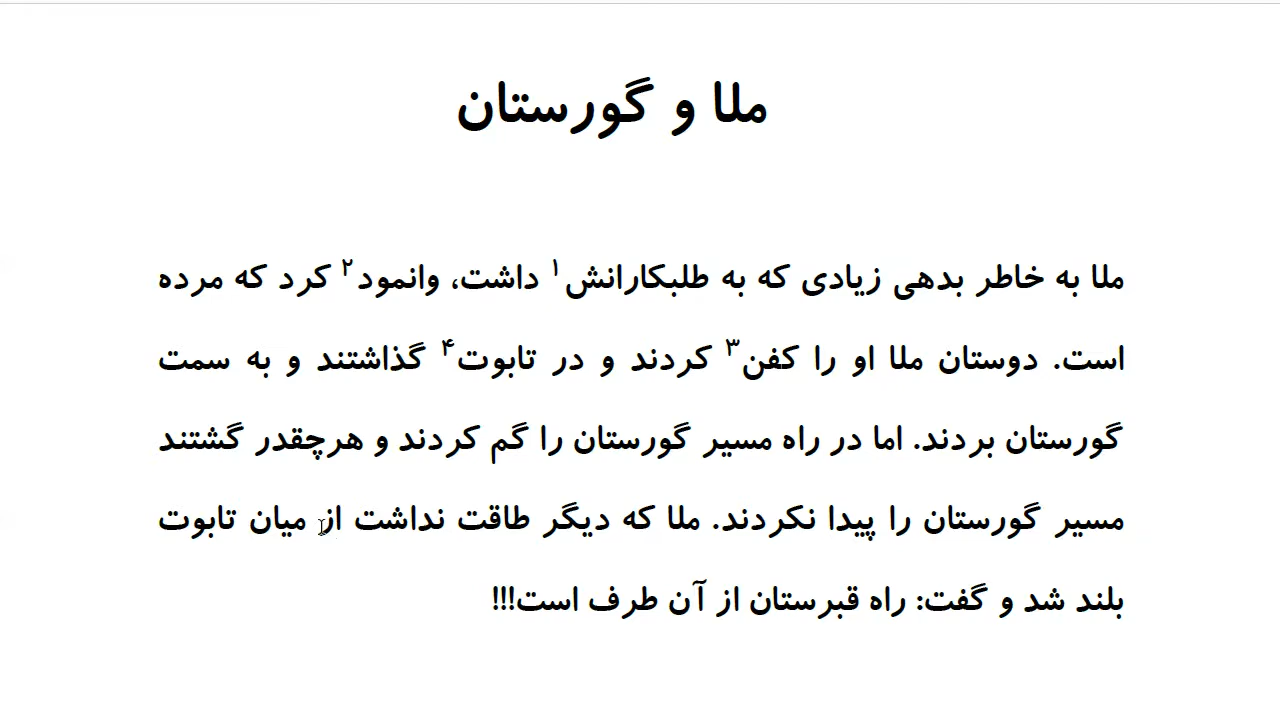 ملا و گورستان
ملا به خاطر بدهی زیادی که به طلبکارانش۱ داشت، وانمود۲ کرد که مرده
است. دوستان ملا او را کفن۳ کردند و در تابوت۴ گذاشتند و به سمت
گورستان بردند. اما در راه مسیر گورستان را گم کردند و هرچقدر گشتند
مسیر گورستان را پیدا نکردند. ملا که دیگر طاقت نداشت از میان تابوت
بلند شد و گفت: راه قبرستان از آن طرف است!!!